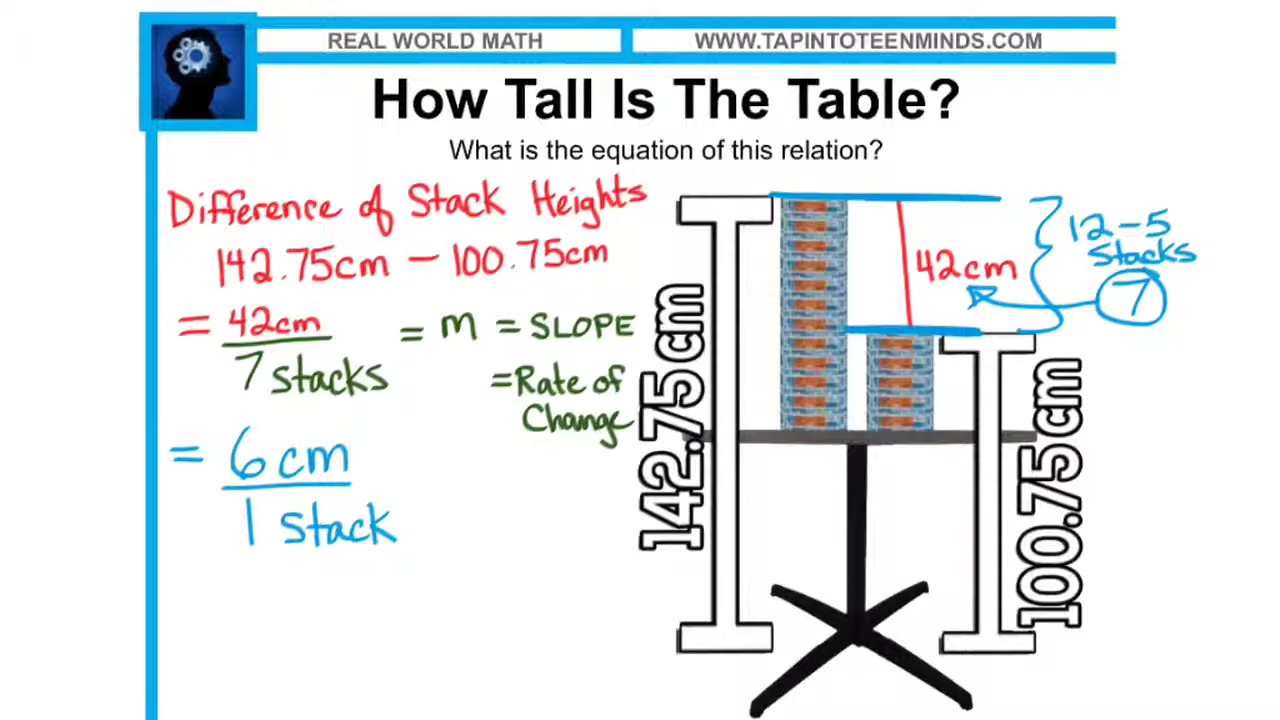 REAL WORLD MATH
WWW.TAPINTOTEENMINDS.COM
How Tall Is The Table?
What is the equation of this relation?
Difference of Stack Heights
142.75cm - 100.75cm
= 42cm
7 stacks
= m = SLOPE
= Rate of
Change
= 6cm
1 stack
142.75cm
42cm
12-5
stacks
7
100.75cm